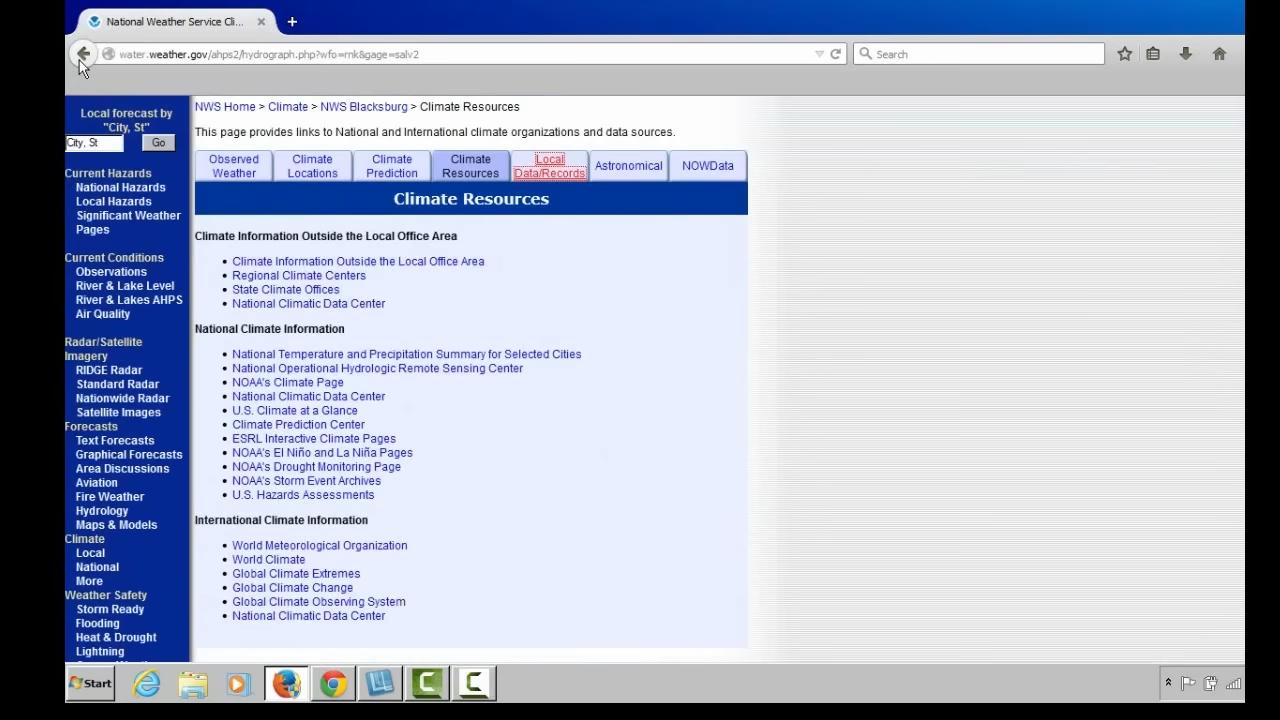 National Weather Service Cli...
water.weather.gov/ahps2/hydrograph.php?wfo=rnk&gage=salv2
Search
Local forecast by
"City, St"
City, St
Go
Current Hazards
National Hazards
Local Hazards
Significant Weather
Pages
Current Conditions
Observations
River & Lake Level
River & Lakes AHPS
Air Quality
Radar/Satellite
Imagery
RIDGE Radar
Standard Radar
Nationwide Radar
Satellite Images
Forecasts
Text Forecasts
Graphical Forecasts
Area Discussions
Aviation
Fire Weather
Hydrology
Maps & Models
Climate
Local
National
More
Weather Safety
Storm Ready
Flooding
Heat & Drought
Lightning
NWS Home > Climate > NWS Blacksburg > Climate Resources
This page provides links to National and International climate organizations and data sources.
Observed Weather
Climate Locations
Climate Prediction
Climate Resources
Local Data/Records
Astronomical
NOWData
Climate Resources
Climate Information Outside the Local Office Area
• Climate Information Outside the Local Office Area
• Regional Climate Centers
• State Climate Offices
• National Climatic Data Center
National Climate Information
• National Temperature and Precipitation Summary for Selected Cities
• National Operational Hydrologic Remote Sensing Center
• NOAA's Climate Page
• National Climatic Data Center
• U.S. Climate at a Glance
• Climate Prediction Center
• ESRL Interactive Climate Pages
• NOAA's El Niño and La Niña Pages
• NOAA's Drought Monitoring Page
• NOAA's Storm Event Archives
• U.S. Hazards Assessments
International Climate Information
• World Meteorological Organization
• World Climate
• Global Climate Extremes
• Global Climate Change
• Global Climate Observing System
• National Climatic Data Center
Start